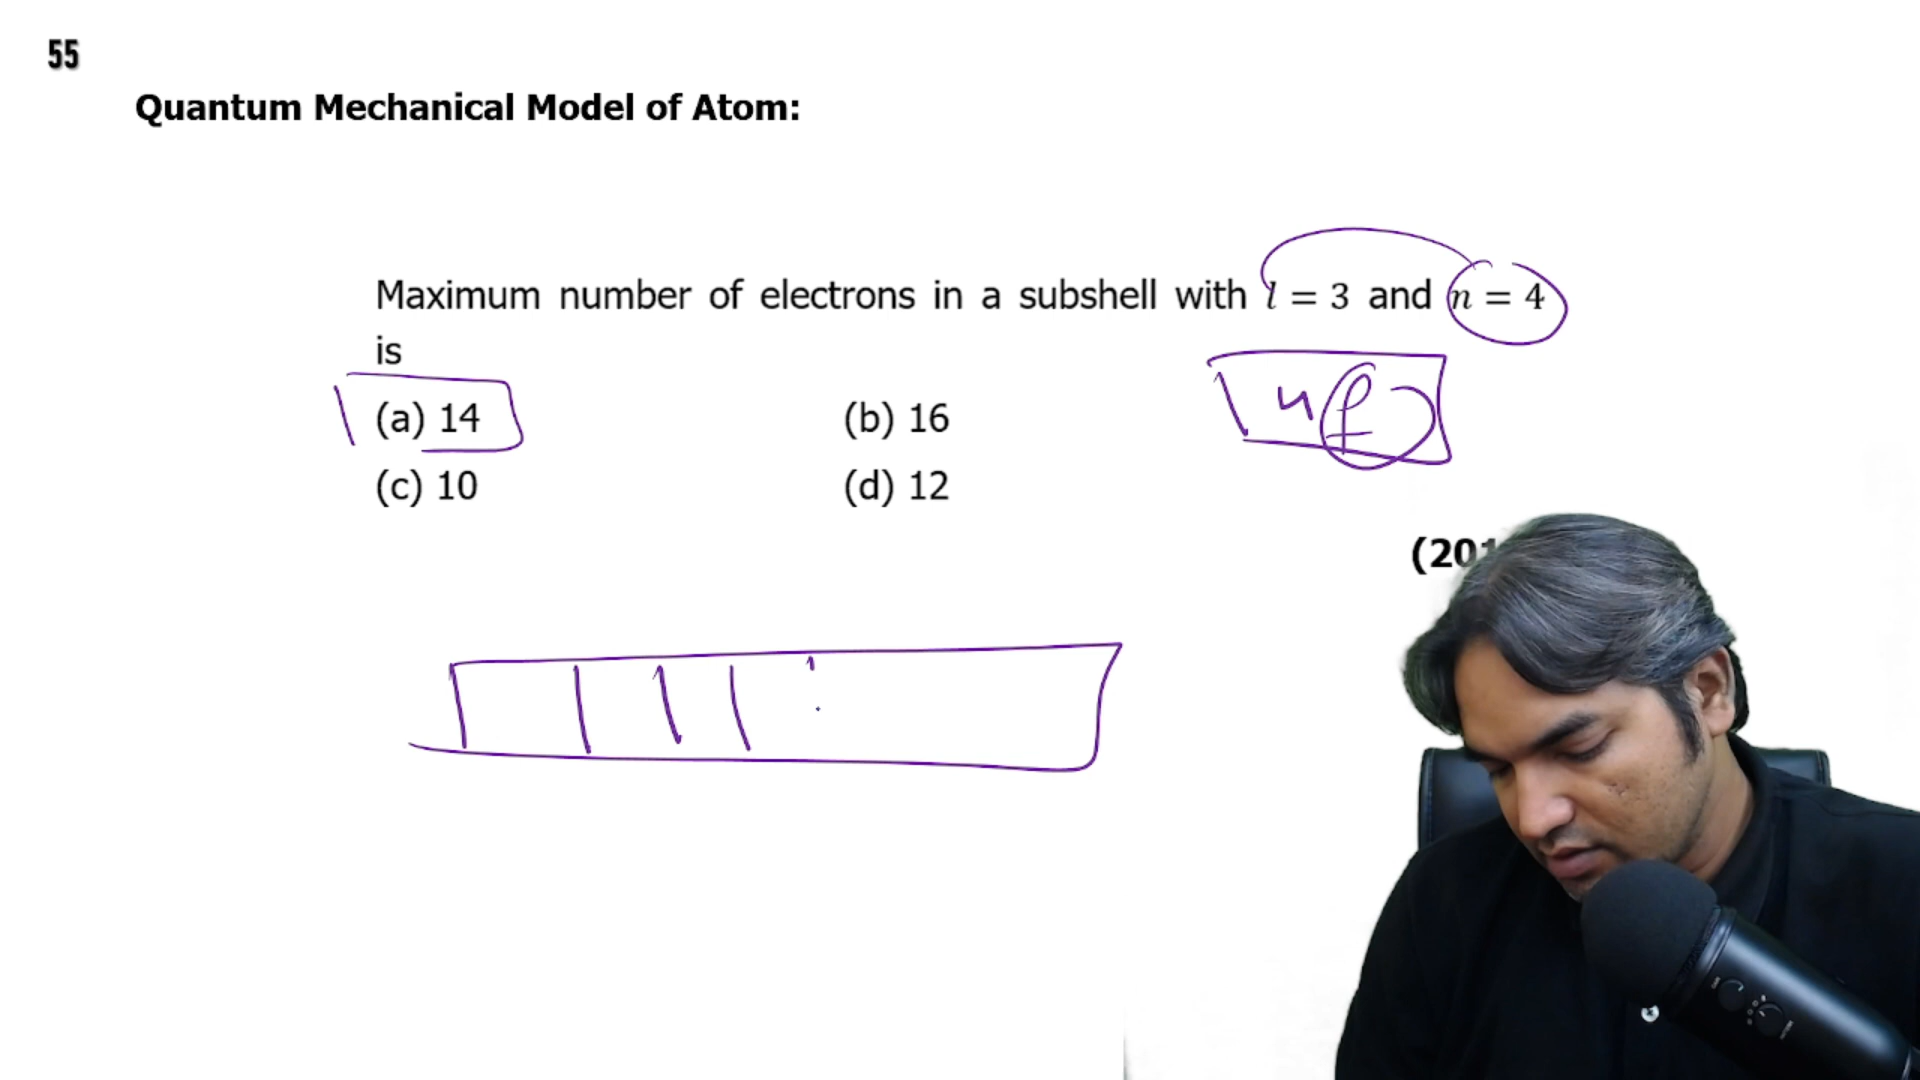 55
Quantum Mechanical Model of Atom:
Maximum number of electrons in a subshell with l = 3 and n = 4
is
(a) 14 (b) 16
4f
(c) 10 (d) 12
(201